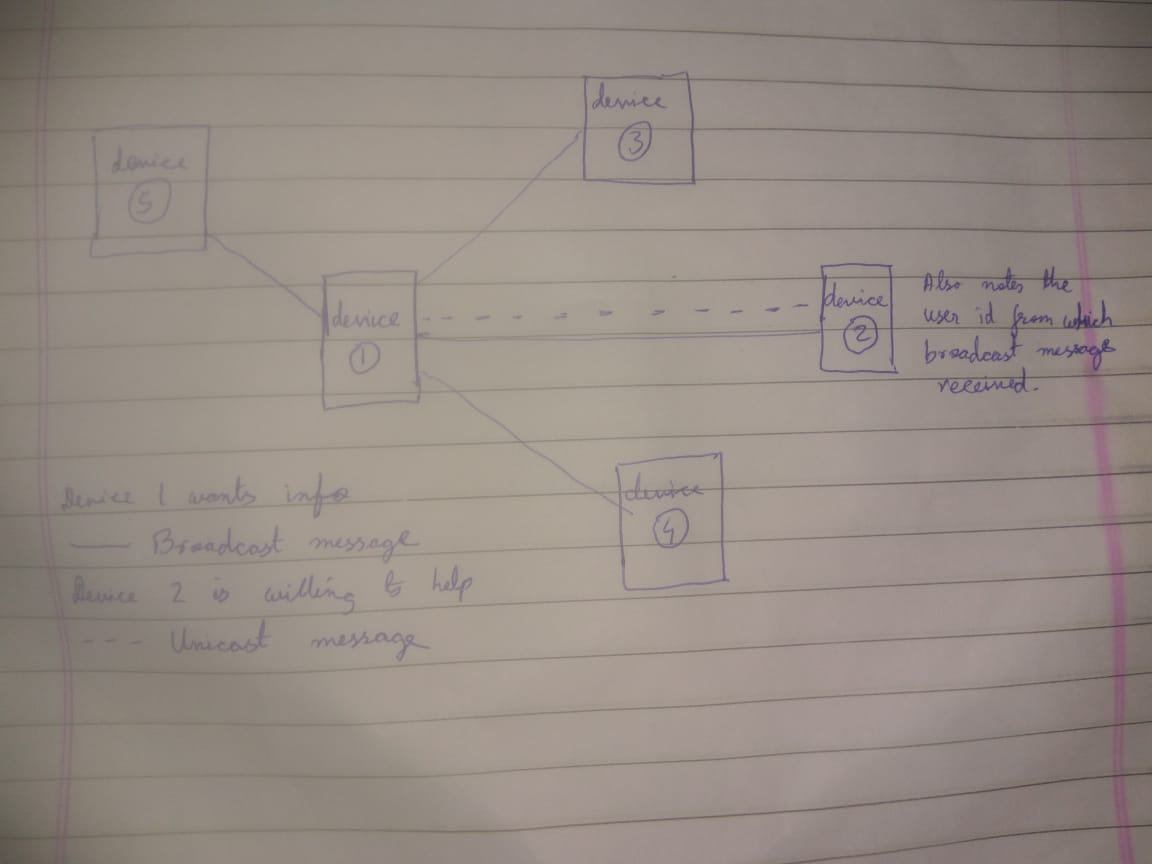 device
3
device
5
device
1
device
2
Also notes the
user id from which
broadcast message
received.
device
4
Device 1 wants info
Broadcast message
Device 2 is willing to help
Unicast message